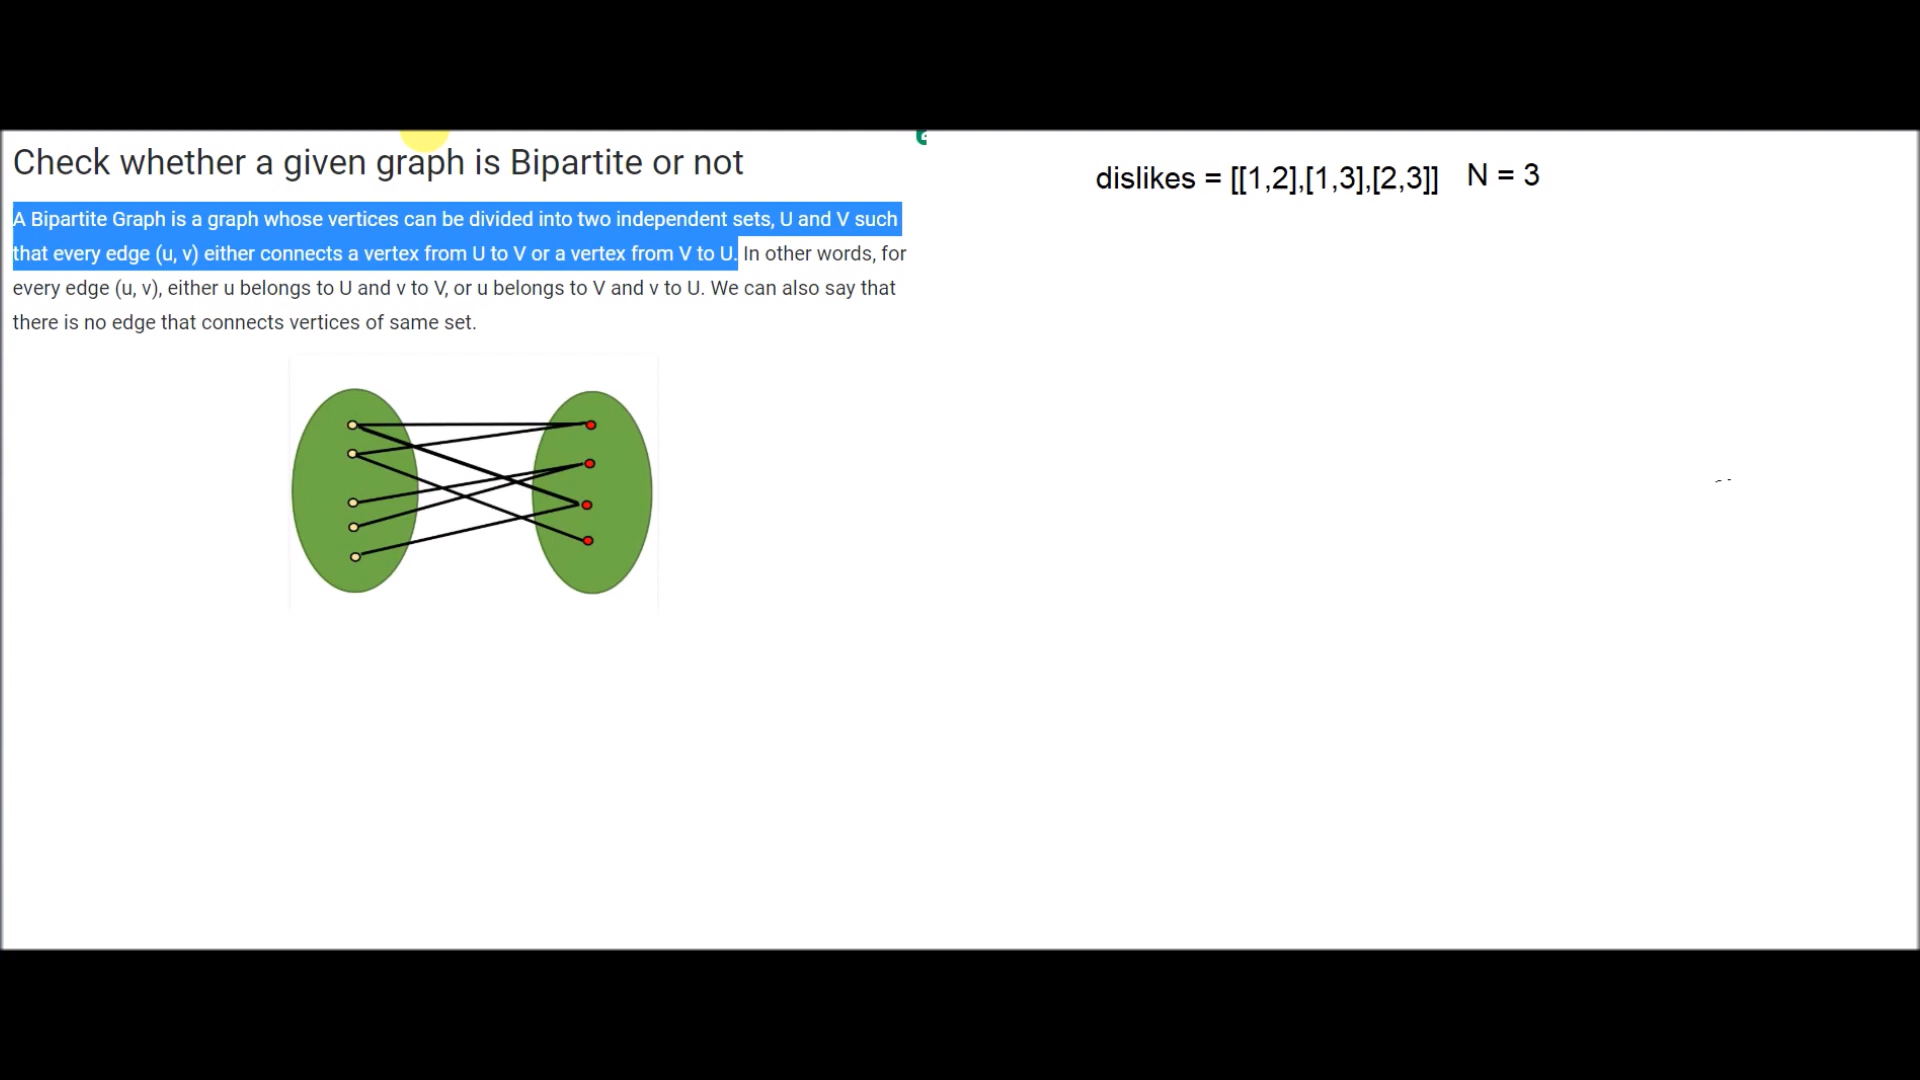 Check whether a given graph is Bipartite or not
A Bipartite Graph is a graph whose vertices can be divided into two independent sets, U and V such
that every edge (u, v) either connects a vertex from U to V or a vertex from V to U. In other words, for
every edge (u, v), either u belongs to U and v to V, or u belongs to V and v to U. We can also say that
there is no edge that connects vertices of same set.
dislikes = [[1,2],[1,3],[2,3]] N = 3